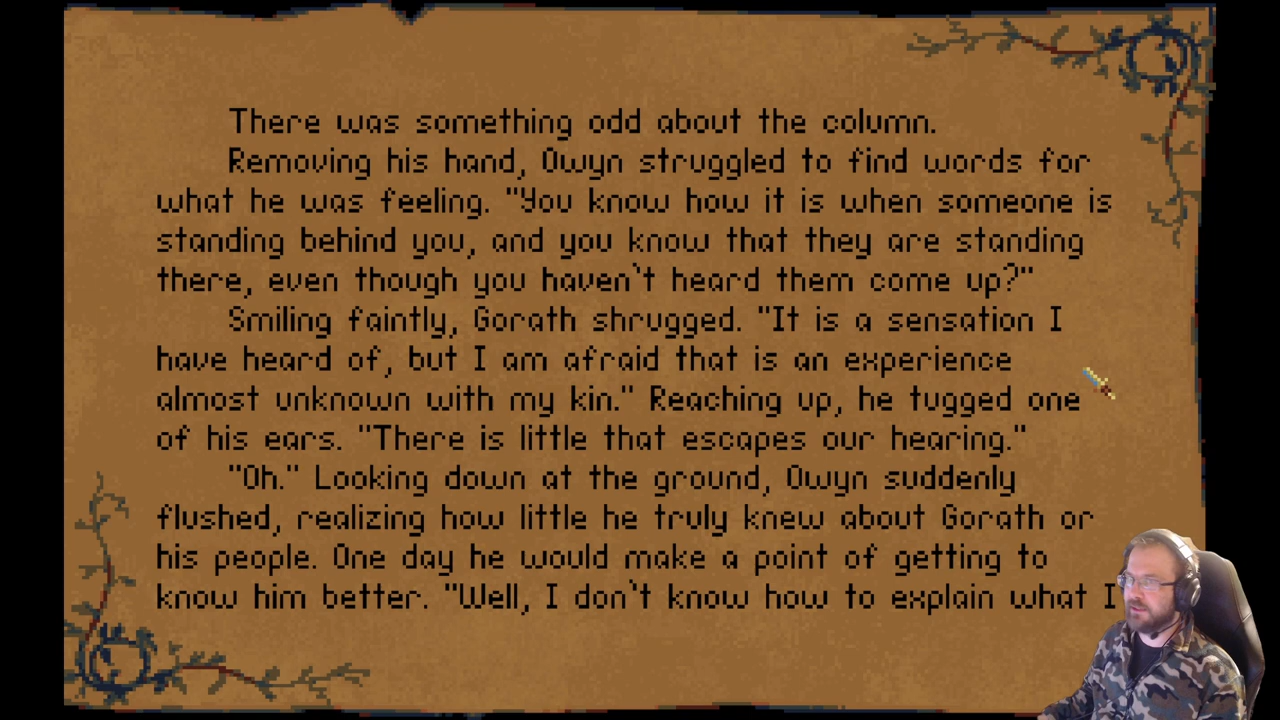 There was something odd about the column.
Removing his hand, Owyn struggled to find words for
what he was feeling. "You know how it is when someone is
standing behind you, and you know that they are standing
there, even though you haven't heard them come up?"
Smiling faintly, Gorath shrugged. "It is a sensation I
have heard of, but I am afraid that is an experience
almost unknown with my kin." Reaching up, he tugged one
of his ears. "There is little that escapes our hearing."
"Oh." Looking down at the ground, Owyn suddenly
flushed, realizing how little he truly knew about Gorath or
his people. One day he would make a point of getting to
know him better. "Well, I don't know how to explain what I